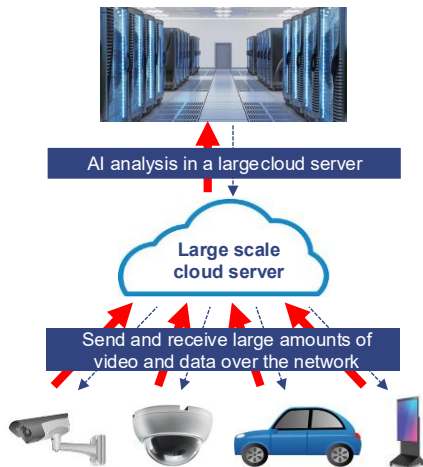 AI analysis in a largecloud server
Large scale
cloud server
Send and receive large amounts of
video and data over the network